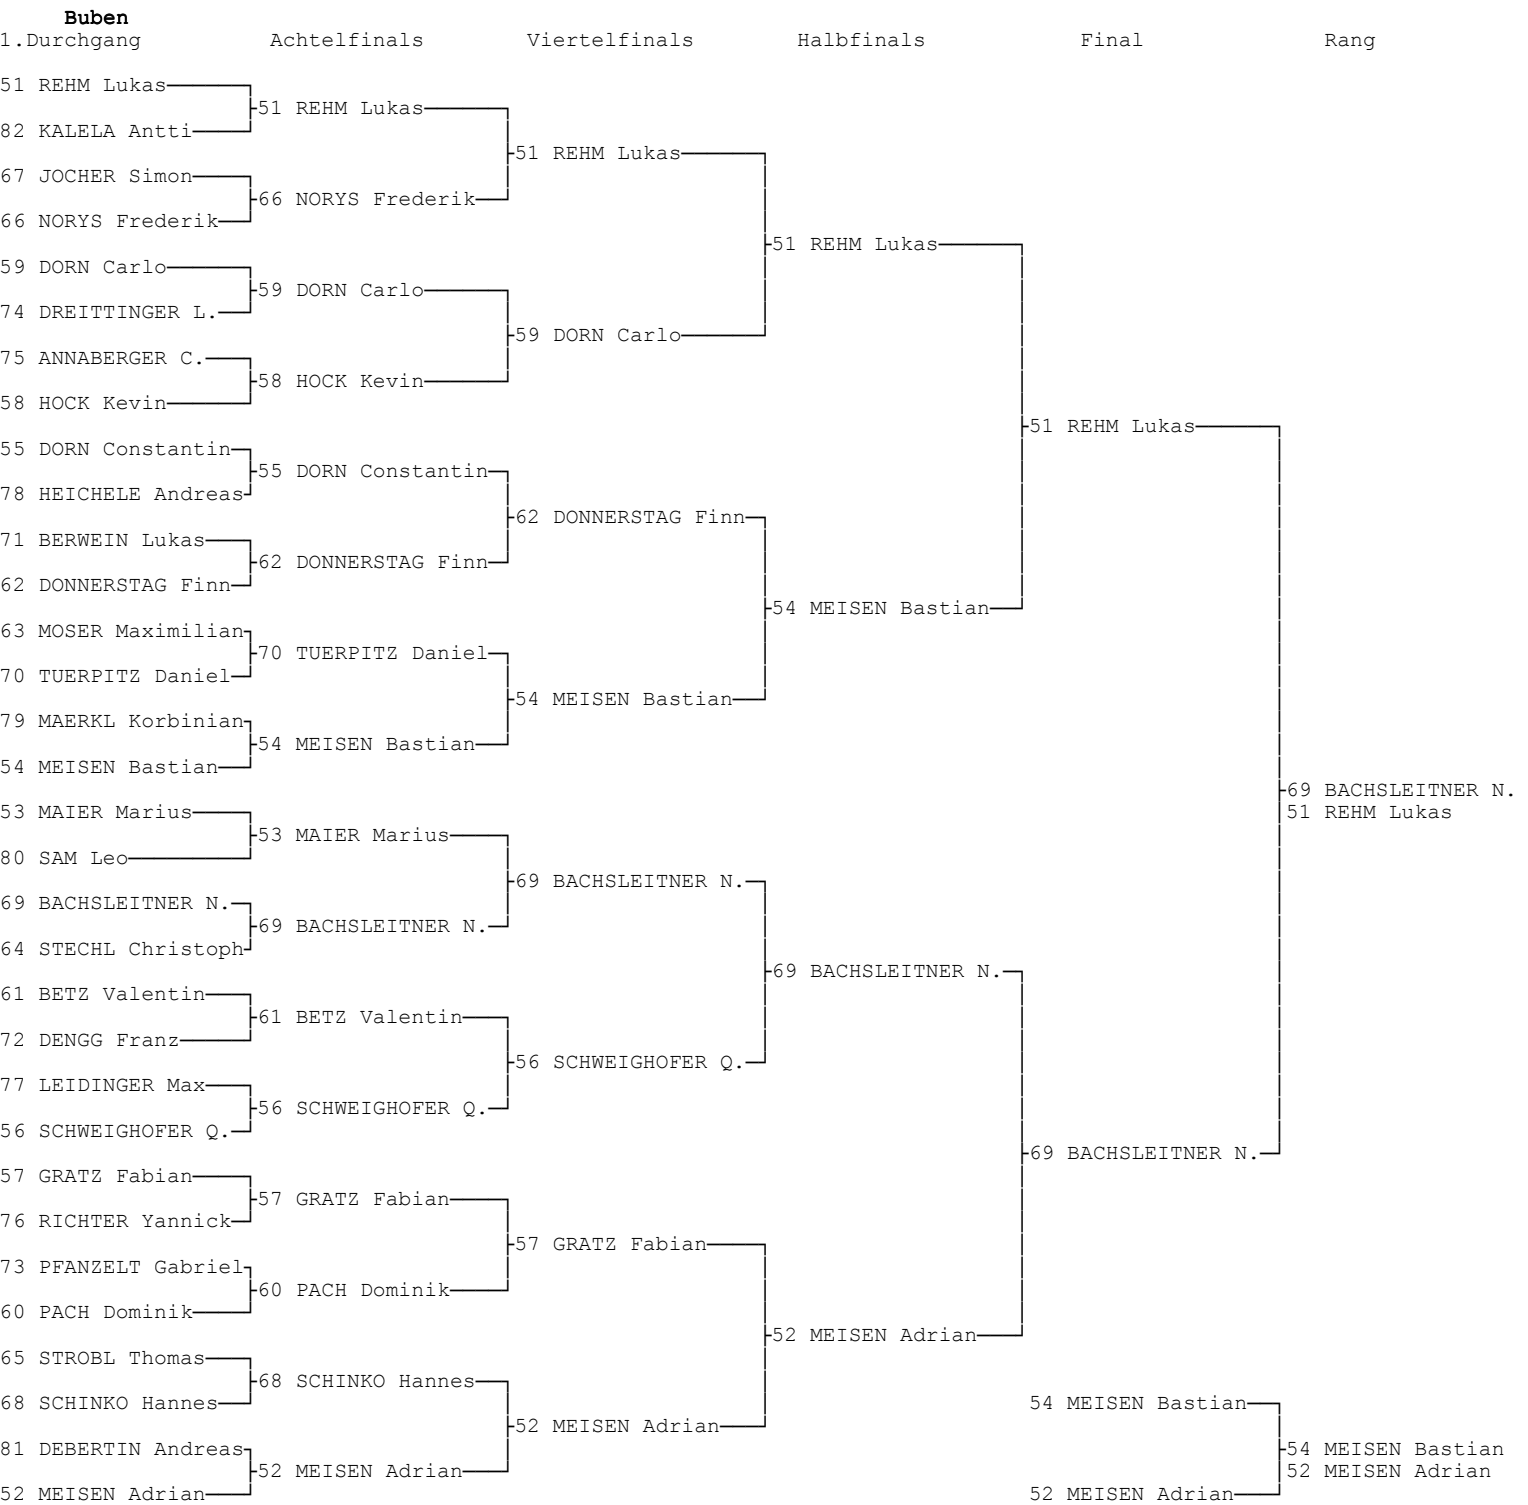 Buben
1.Durchgang Achtelfinals Viertelfinals Halbfinals Final Rang
51 REHM Lukas
51 REHM Lukas
82 KALELA Antti
51 REHM Lukas
67 JOCHER Simon
66 NORYS Frederik
66 NORYS Frederik
51 REHM Lukas
59 DORN Carlo
59 DORN Carlo
74 DREITTINGER L.
59 DORN Carlo
75 ANNABERGER C.
58 HOCK Kevin
58 HOCK Kevin
51 REHM Lukas
55 DORN Constantin
55 DORN Constantin
78 HEICHELE Andreas
62 DONNERSTAG Finn
71 BERWEIN Lukas
62 DONNERSTAG Finn
62 DONNERSTAG Finn
54 MEISEN Bastian
63 MOSER Maximilian
70 TUERPITZ Daniel
70 TUERPITZ Daniel
54 MEISEN Bastian
79 MAERKL Korbinian
54 MEISEN Bastian
54 MEISEN Bastian
69 BACHSLEITNER N.
53 MAIER Marius 51 REHM Lukas
53 MAIER Marius
80 SAM Leo
69 BACHSLEITNER N.
69 BACHSLEITNER N.
69 BACHSLEITNER N.
64 STECHL Christoph
69 BACHSLEITNER N.
61 BETZ Valentin
61 BETZ Valentin
72 DENGG Franz
56 SCHWEIGHOFER Q.
77 LEIDINGER Max
56 SCHWEIGHOFER Q.
56 SCHWEIGHOFER Q.
69 BACHSLEITNER N.
57 GRATZ Fabian
57 GRATZ Fabian
76 RICHTER Yannick
57 GRATZ Fabian
73 PFANZELT Gabriel
60 PACH Dominik
60 PACH Dominik
52 MEISEN Adrian
65 STROBL Thomas
68 SCHINKO Hannes
68 SCHINKO Hannes 54 MEISEN Bastian
52 MEISEN Adrian
81 DEBERTIN Andreas 54 MEISEN Bastian
52 MEISEN Adrian 52 MEISEN Adrian
52 MEISEN Adrian 52 MEISEN Adrian